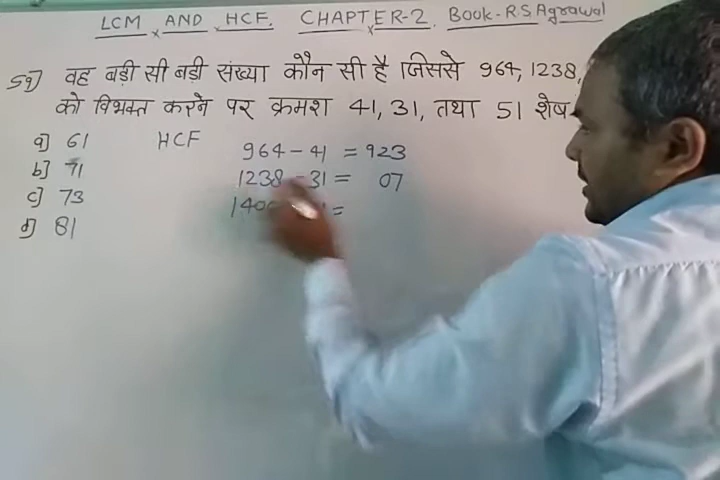 LCM AND HCF. CHAPTER-2. Book-R.S Agrawal
59) वह बड़ी सी बड़ी संख्या कौन सी है जिससे 964, 1238,
को विभक्त करने पर क्रमश 41, 31, तथा 51 शेष
a) 61 HCF 964 - 41 = 923
b) 71 1238 - 31 = 07
c) 73 =
d) 81